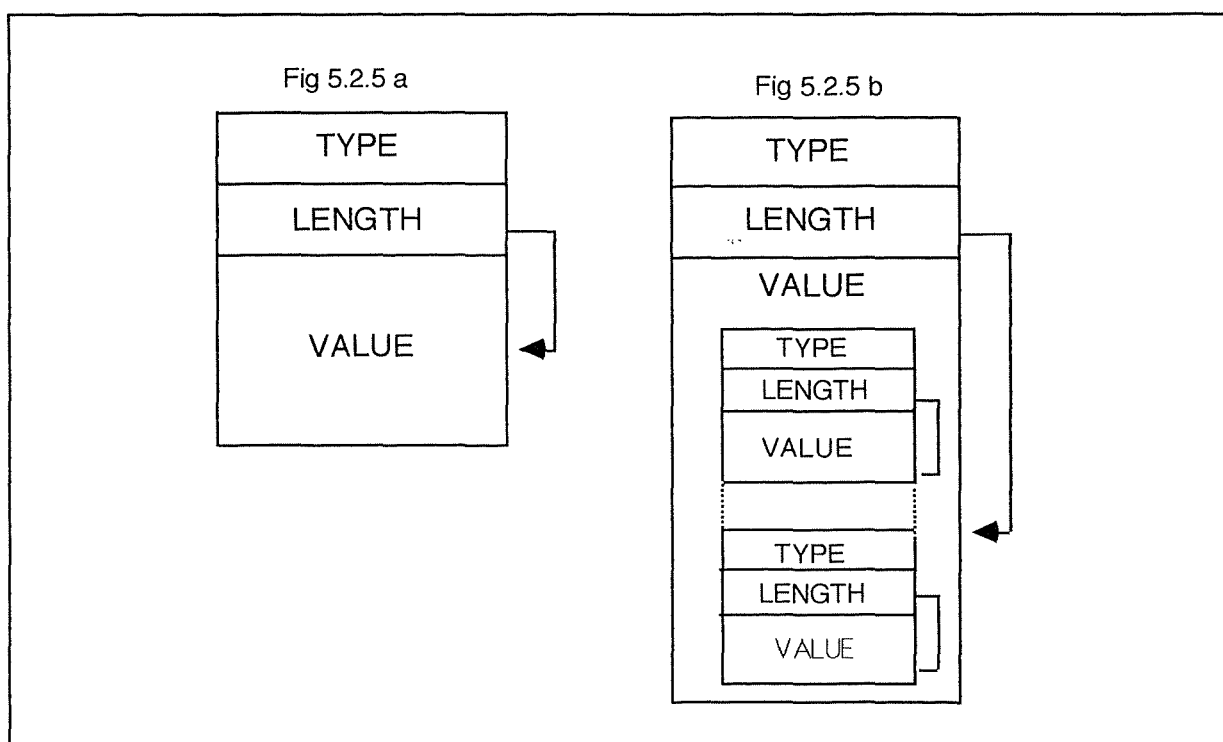 Fig 5.2.5 a
TYPE
LENGTH
VALUE
Fig 5.2.5 b
TYPE
LENGTH
VALUE
TYPE
LENGTH
VALUE
TYPE
LENGTH
VALUE